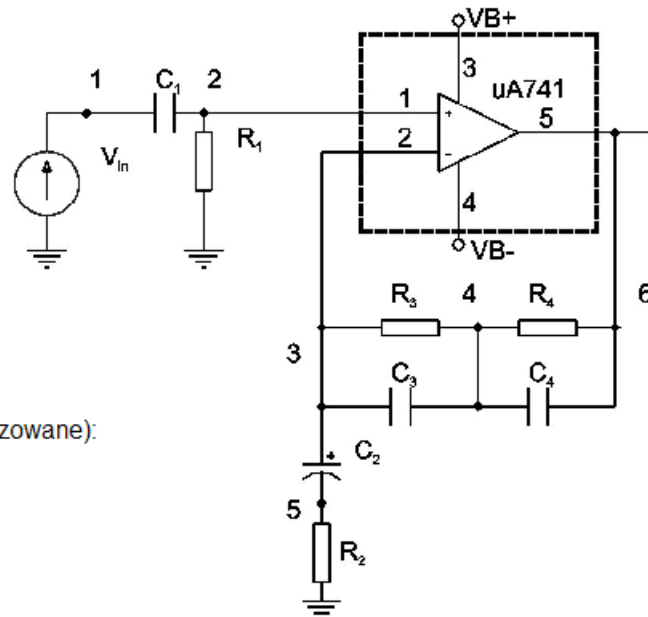 VB+
3
uA741
1 C₁ 2
1 +
5
R₁
2 -
V_In
4
VB-
R₃ 4 R₄ 6
3
C₃ C₄
zowane):
+ C₂
5
R₂